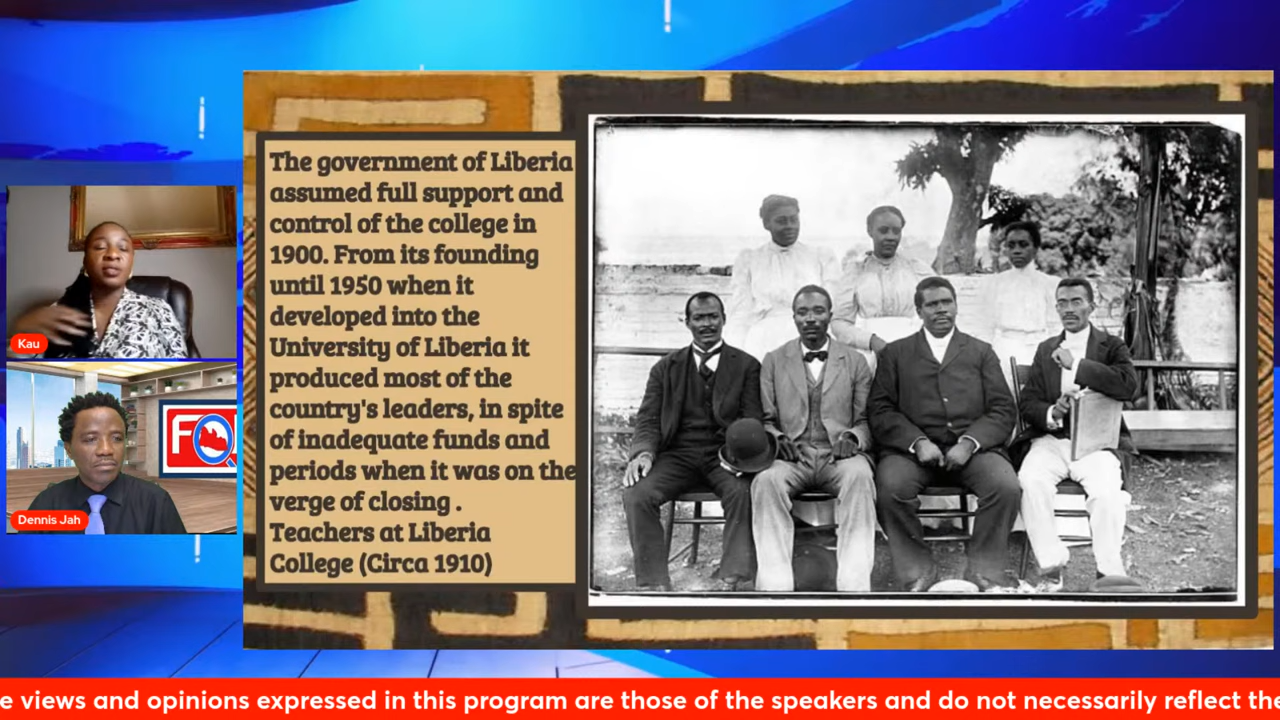 The government of Liberia
assumed full support and
control of the college in
1900. From its founding
until 1950 when it
developed into the
University of Liberia it
produced most of the
country's leaders, in spite
of inadequate funds and
periods when it was on the
verge of closing .
Teachers at Liberia
College (Circa 1910)
Kau
FQ
Dennis Jah
e views and opinions expressed in this program are those of the speakers and do not necessarily reflect the